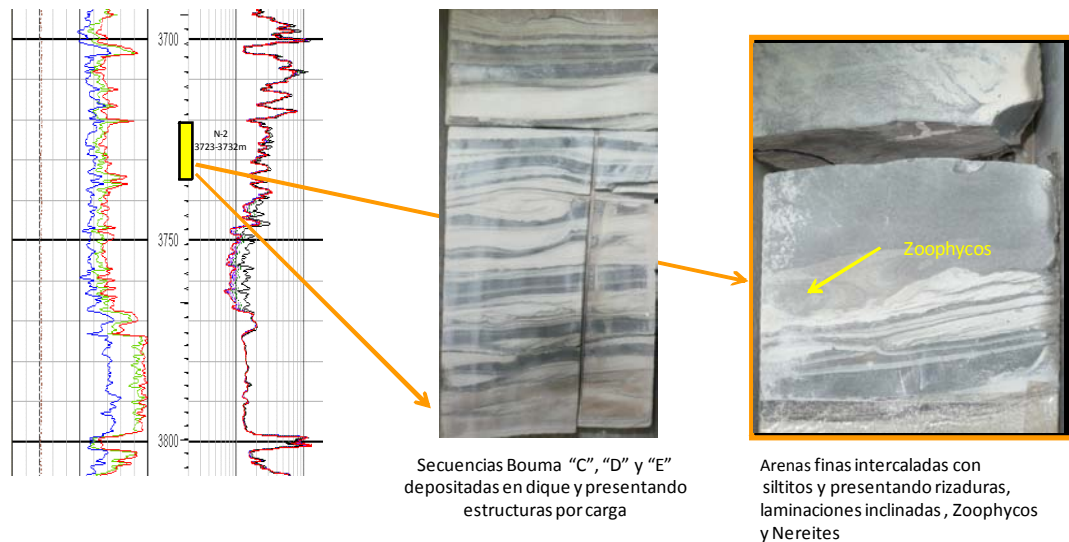 3700
N-2
3723-3732m
3750
3800
Zoophycos
Secuencias Bouma “C”, “D” y “E”
depositadas en dique y presentando
estructuras por carga
Arenas finas intercaladas con
siltitos y presentando rizaduras,
laminaciones inclinadas , Zoophycos
y Nereites